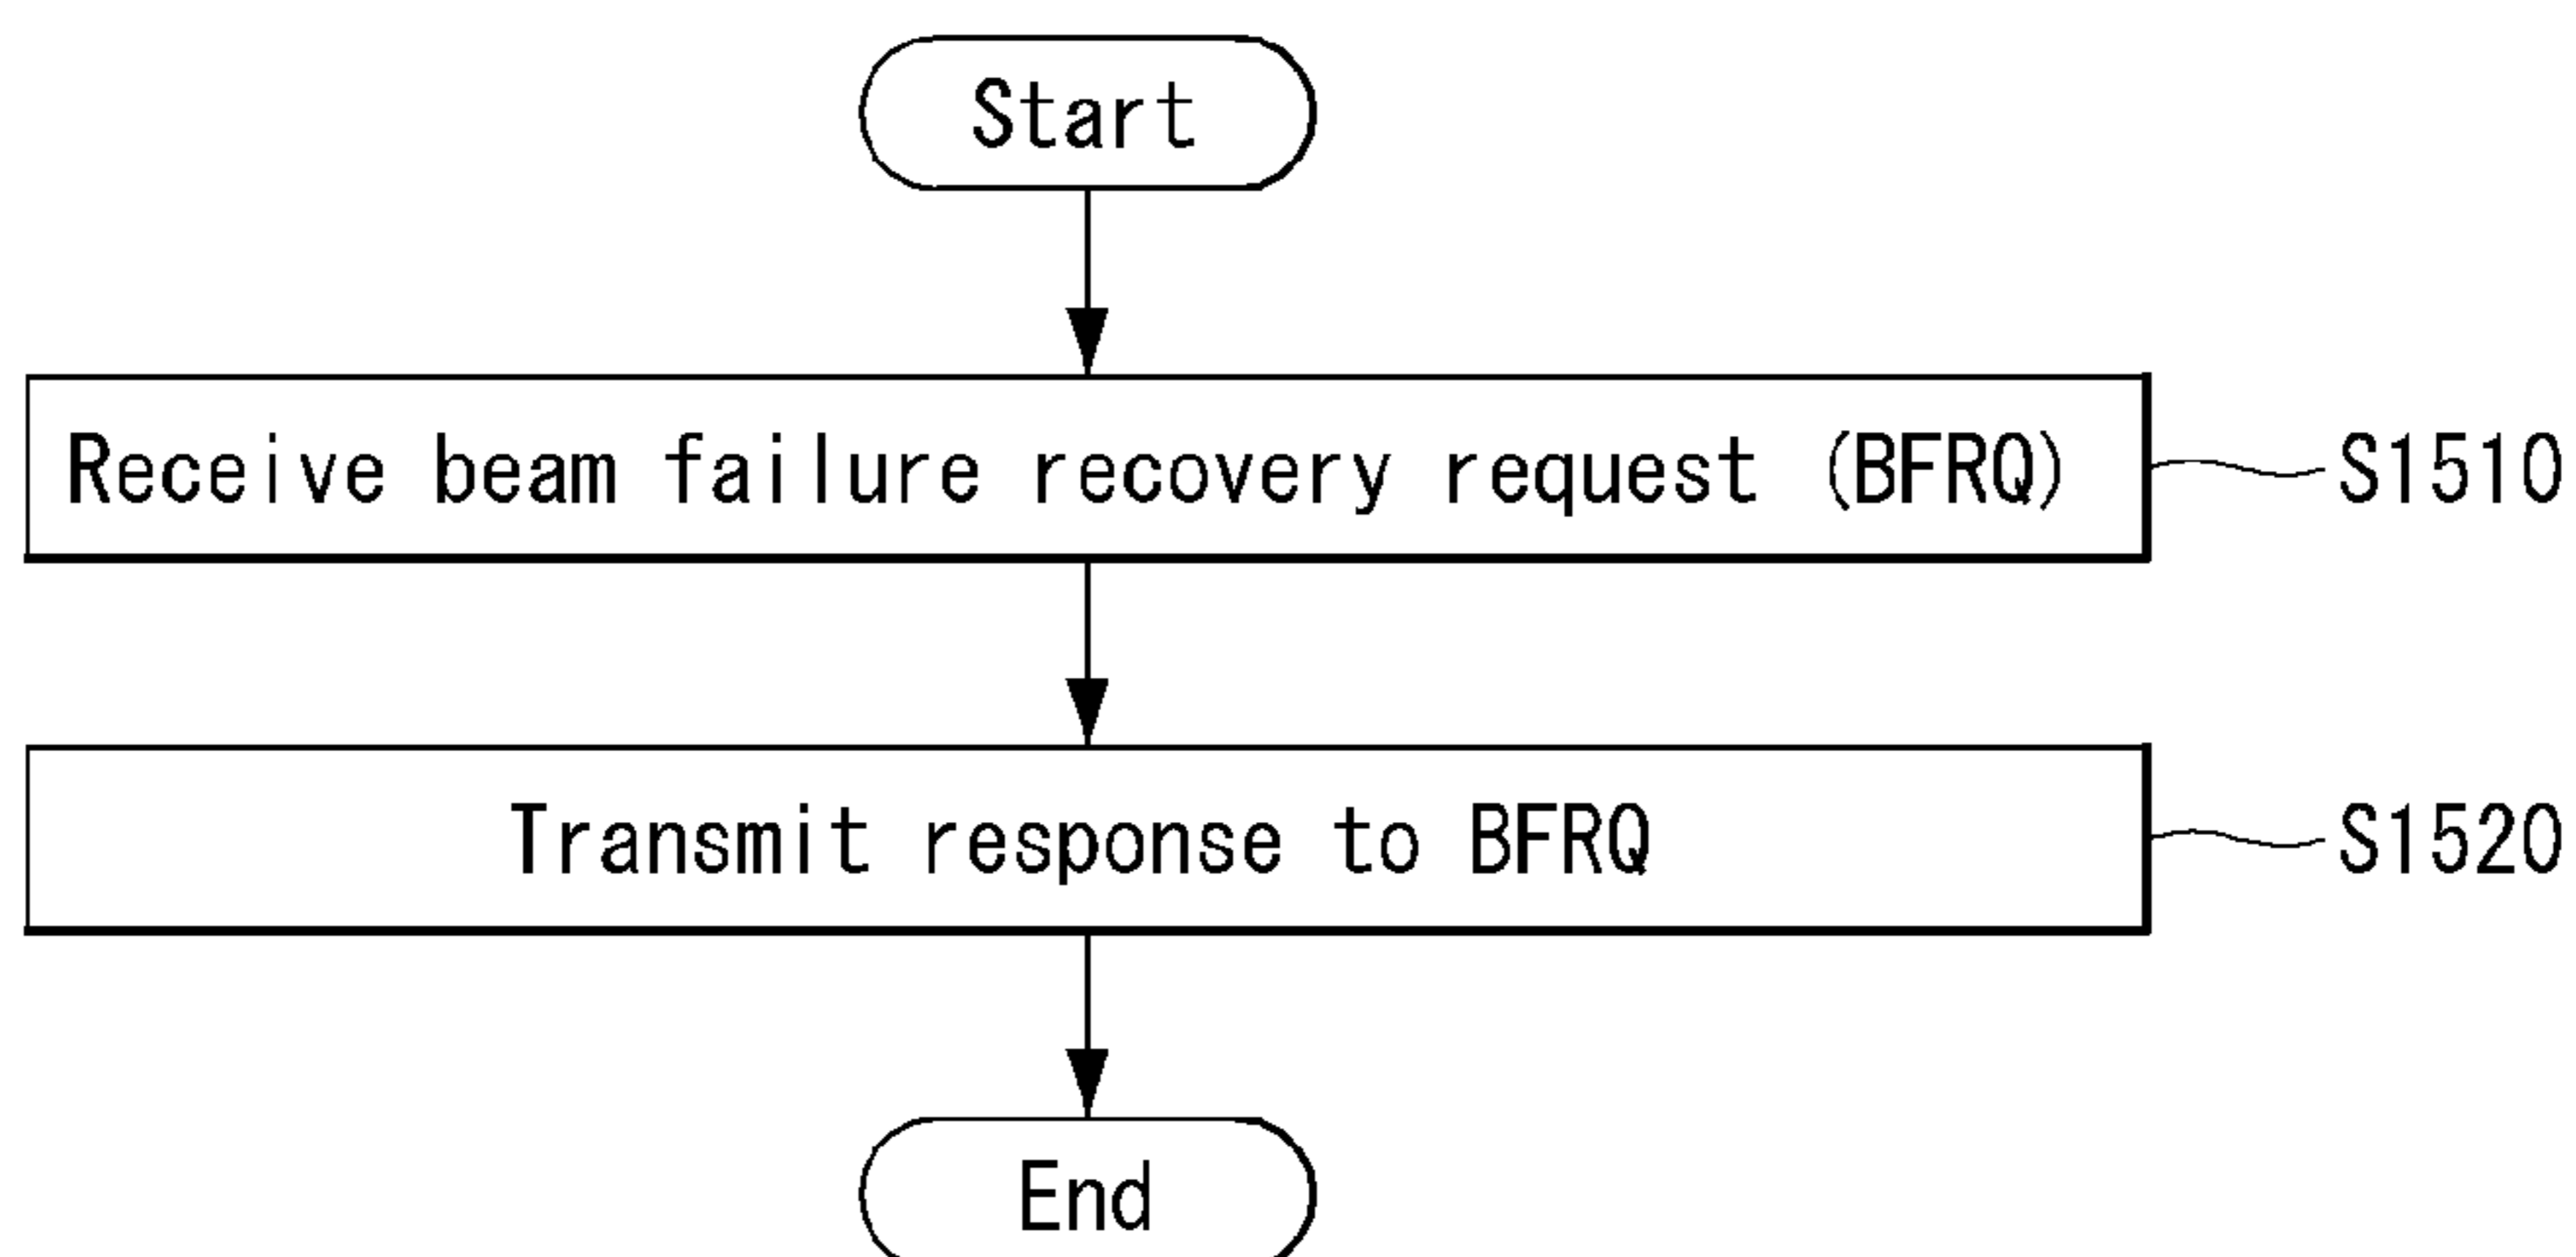 Start
Receive beam failure recovery request (BFRQ)
S1510
Transmit response to BFRQ
S1520
End